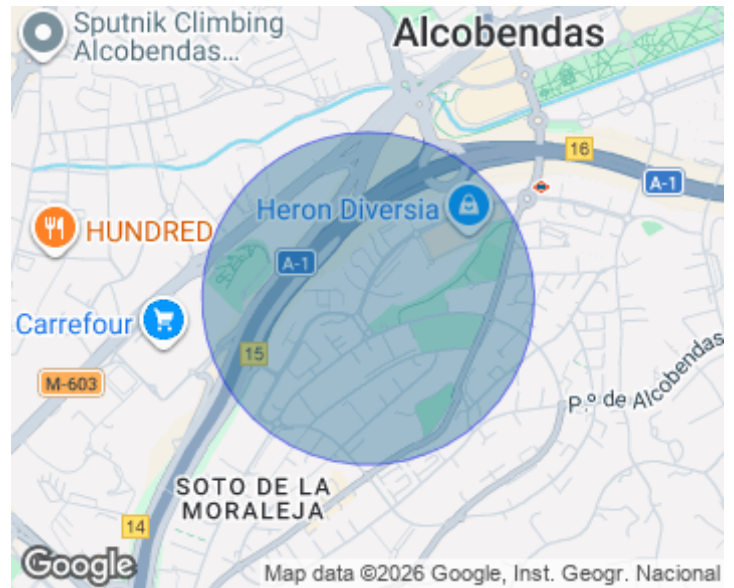 Sputnik Climbing
Alcobendas...
Alcobendas
16
A-1
Heron Diversia
HUNDRED
A-1
Carrefour
15
M-603
P.º de Alcobendas
SOTO DE LA
MORALEJA
14
Google
Map data ©2026 Google, Inst. Geogr. Nacional